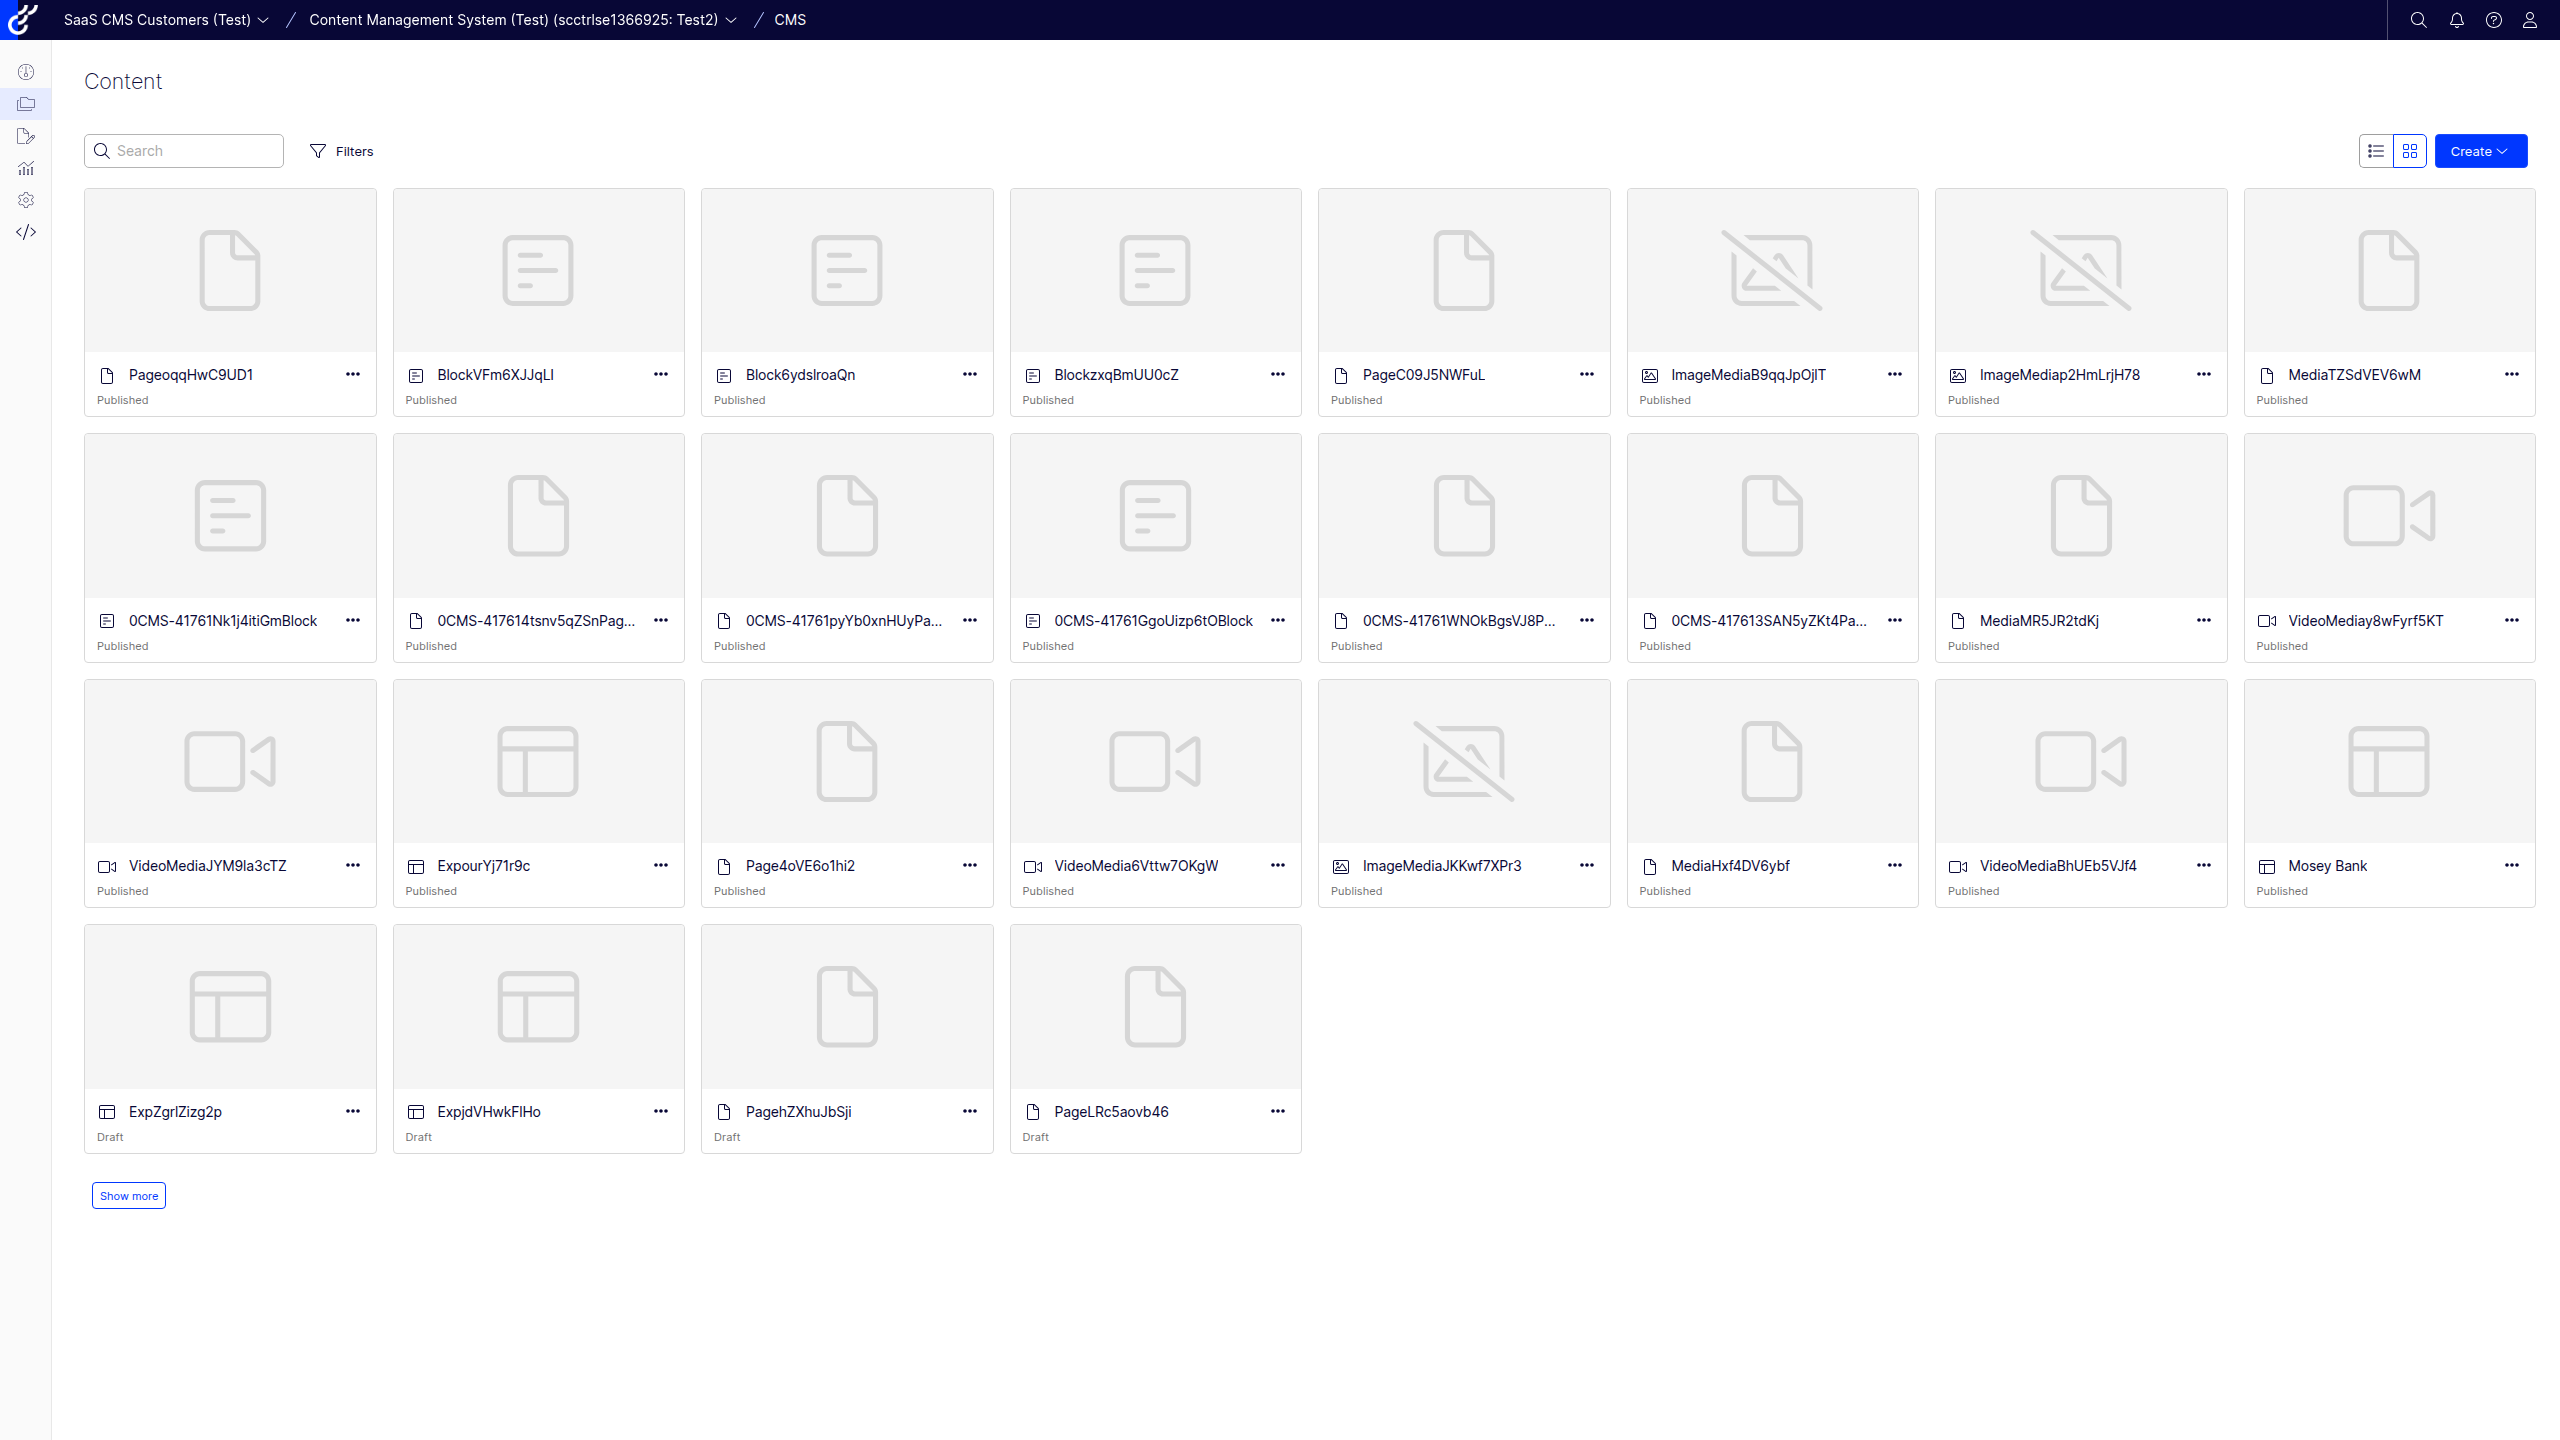 SaaS CMS Customers (Test) / Content Management System (Test) (scctrlse1366925: Test2) / CMS
Content
Search Filters Create
PageoqqHwC9UD1 BlockVFm6XJJqLI Block6ydsIroaQn BlockzxqBmUU0cZ PageC09J5NWFuL ImageMediaB9qqJpOjIT ImageMediap2HmLrjH78 MediaTZSdVEV6wM
Published Published Published Published Published Published Published Published
0CMS-41761Nk1j4itiGmBlock 0CMS-417614tsnv5qZSnPag... 0CMS-41761pyYb0xnHUyPa... 0CMS-41761GgoUizp6tOBlock 0CMS-41761WNOkBgsVJ8P... 0CMS-417613SAN5yZKt4Pa... MediaMR5JR2tdKj VideoMediay8wFyrf5KT
Published Published Published Published Published Published Published Published
VideoMediaJYM9Ia3cTZ ExpourYj71r9c Page4oVE6o1hi2 VideoMedia6Vttw7OKgW ImageMediaJKKwf7XPr3 MediaHxf4DV6ybf VideoMediaBhUEb5VJf4 Mosey Bank
Published Published Published Published Published Published Published Published
ExpZgrIZizg2p ExpjdVHwkFlHo PagehZXhuJbSji PageLRc5aovb46
Draft Draft Draft Draft
Show more